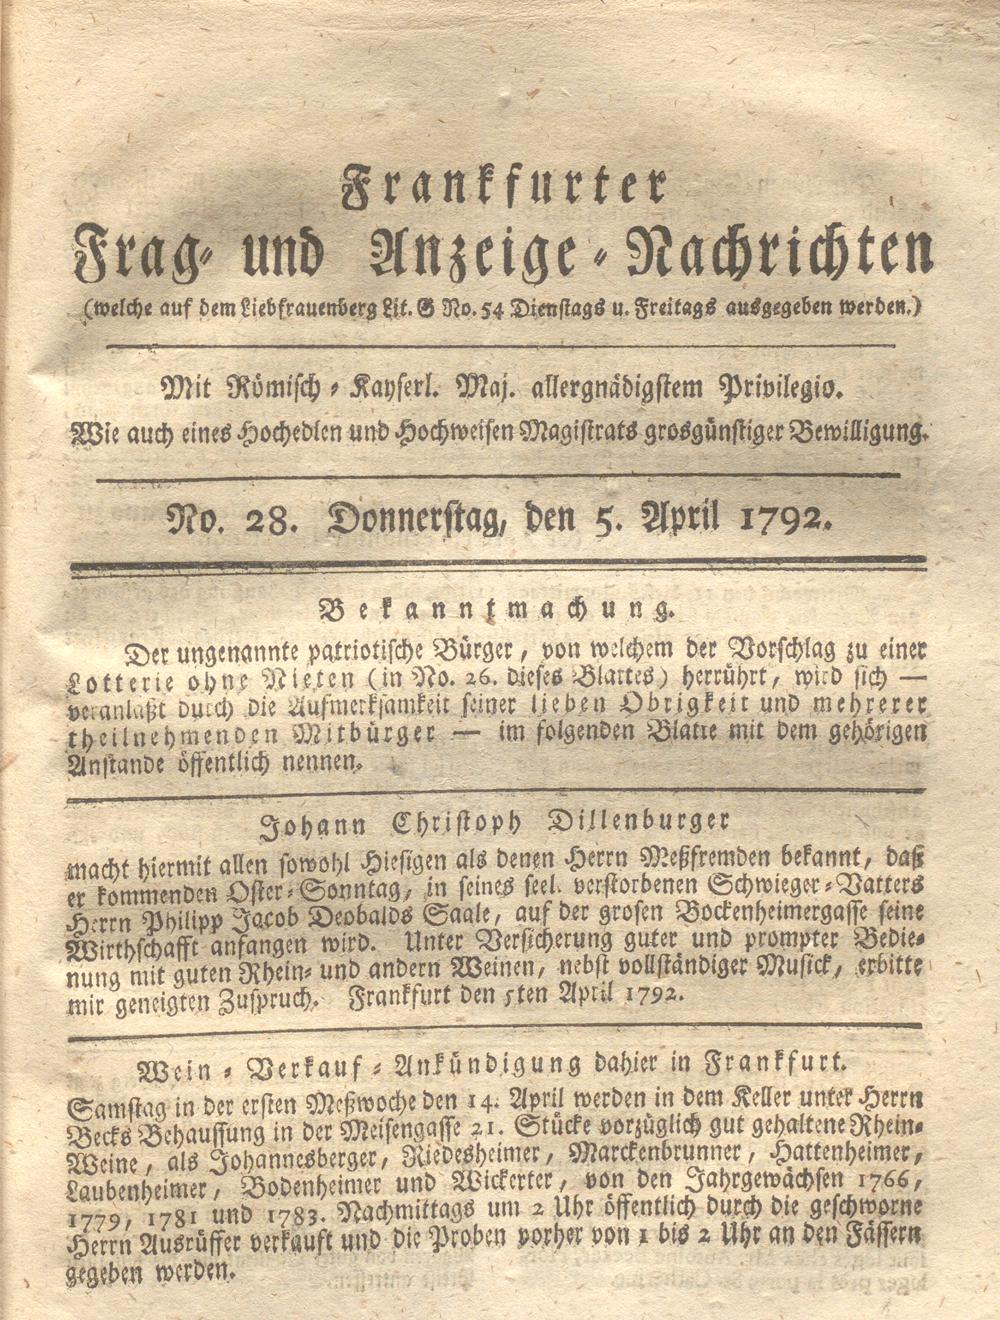 Frankfurter
Frag- und Anzeige-Nachrichten
(welche auf dem Liebfrauenberg Lit. G No. 54 Dienstags u. Freitags ausgegeben werden.)
Mit Römisch-Kayserl. Maj. allergnädigstem Privilegio.
Wie auch eines Hochedlen und Hochweisen Magistrats grosgünstiger Bewilligung.
No. 28. Donnerstag, den 5. April 1792.
Bekanntmachung.
Der ungenannte patriotische Bürger, von welchem der Vorschlag zu einer
Lotterie ohne Nieten (in No. 26. dieses Blattes) herrührt, wird sich —
veranlaßt durch die Aufmerksamkeit seiner lieben Obrigkeit und mehrerer
theilnehmenden Mitbürger — im folgenden Blatte mit dem gehörigen
Anstande öffentlich nennen.
Johann Christoph Dillenburger
macht hiermit allen sowohl Hiesigen als denen Herrn Meßfremden bekannt, daß
er kommenden Oster-Sonntag, in seines seel. verstorbenen Schwieger-Vatters
Herrn Philipp Jacob Deobalds Saale, auf der grosen Bockenheimergasse seine
Wirthschafft anfangen wird. Unter Versicherung guter und prompter Bedie-
nung mit guten Rhein- und andern Weinen, nebst vollständiger Musick, erbitte
mir geneigten Zuspruch. Frankfurt den 5ten April 1792.
Wein-Verkauf-Ankündigung dahier in Frankfurt.
Samstag in der ersten Meßwoche den 14. April werden in dem Keller unter Herrn
Becks Behaussung in der Meisengasse 21. Stücke vorzüglich gut gehaltene Rhein-
Weine, als Johannesberger, Riedesheimer, Marckenbrunner, Hattenheimer,
Laubenheimer, Bodenheimer und Wickerter, von den Jahrgewächsen 1766,
1779, 1781 und 1783. Nachmittags um 2 Uhr öffentlich durch die geschworne
Herrn Ausrüffer verkauft und die Proben vorher von 1 bis 2 Uhr an den Fässern
gegeben werden.